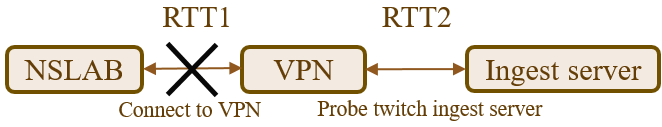 RTT1 RTT2
NSLAB VPN Ingest server
Connect to VPN Probe twitch ingest server